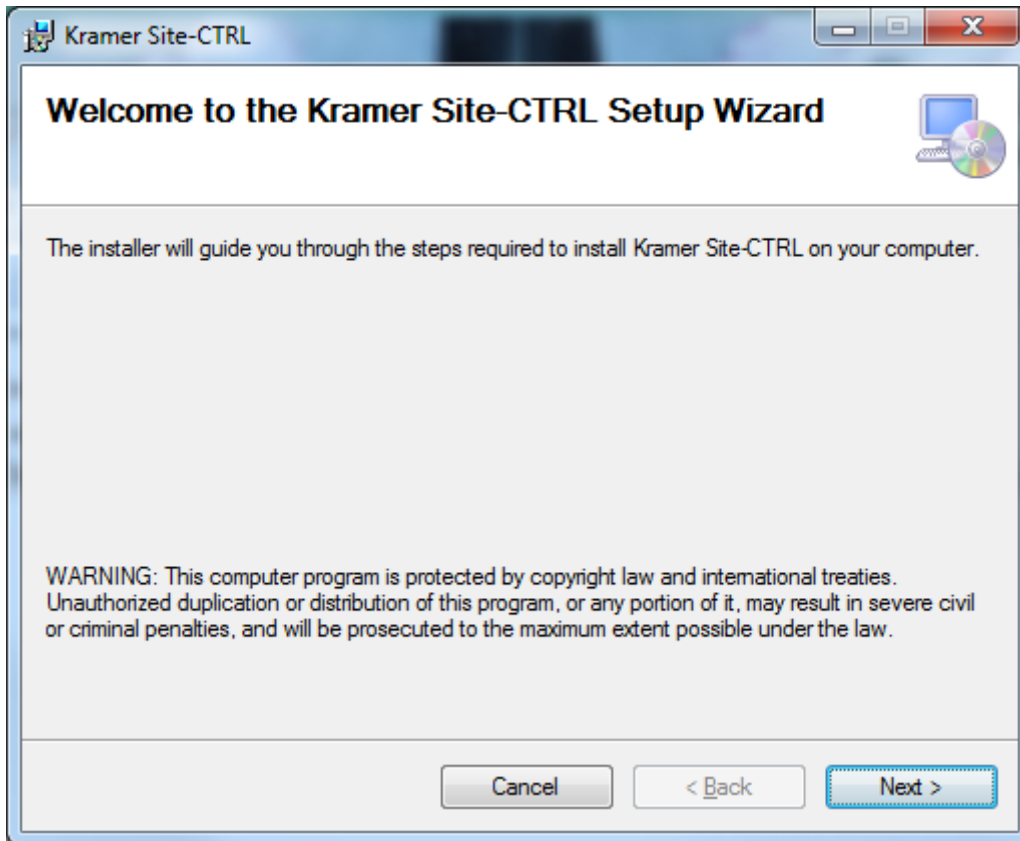 Kramer Site-CTRL
Welcome to the Kramer Site-CTRL Setup Wizard
The installer will guide you through the steps required to install Kramer Site-CTRL on your computer.
WARNING: This computer program is protected by copyright law and international treaties.
Unauthorized duplication or distribution of this program, or any portion of it, may result in severe civil
or criminal penalties, and will be prosecuted to the maximum extent possible under the law.
Cancel < Back Next >